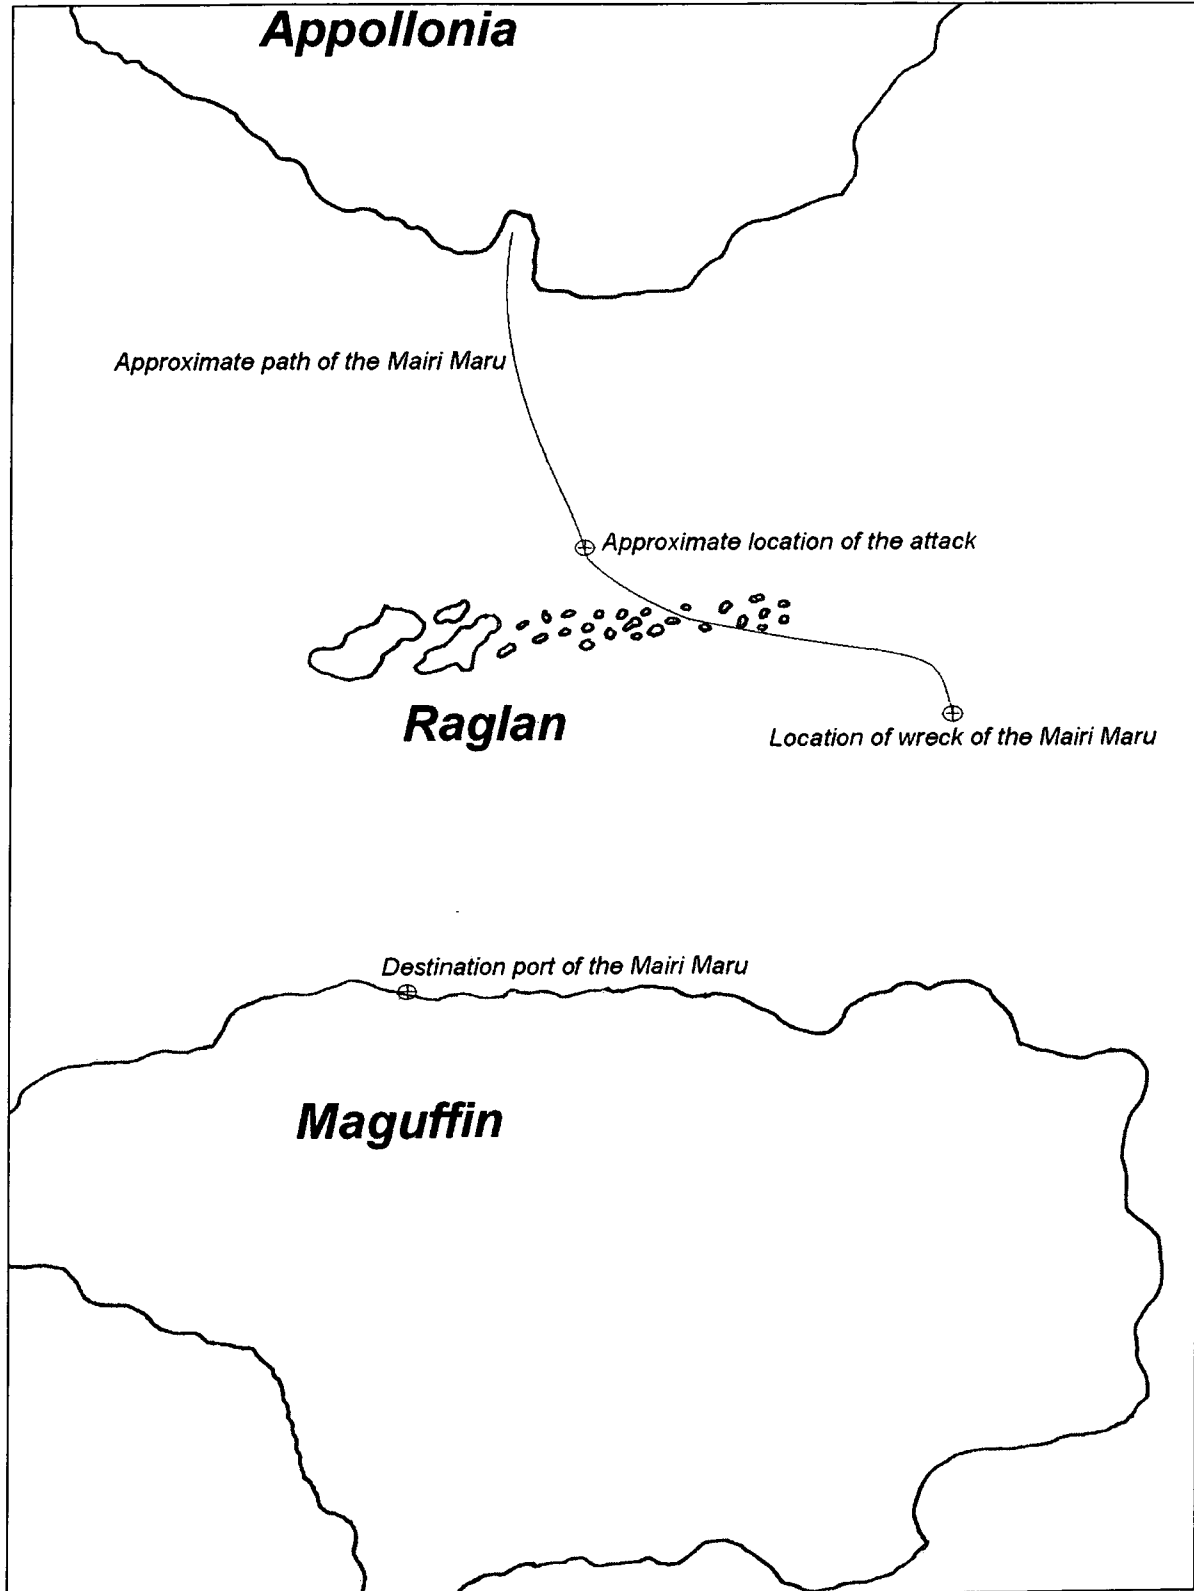 Appollonia
Approximate path of the Mairi Maru
Approximate location of the attack
Raglan
Location of wreck of the Mairi Maru
Destination port of the Mairi Maru
Maguffin